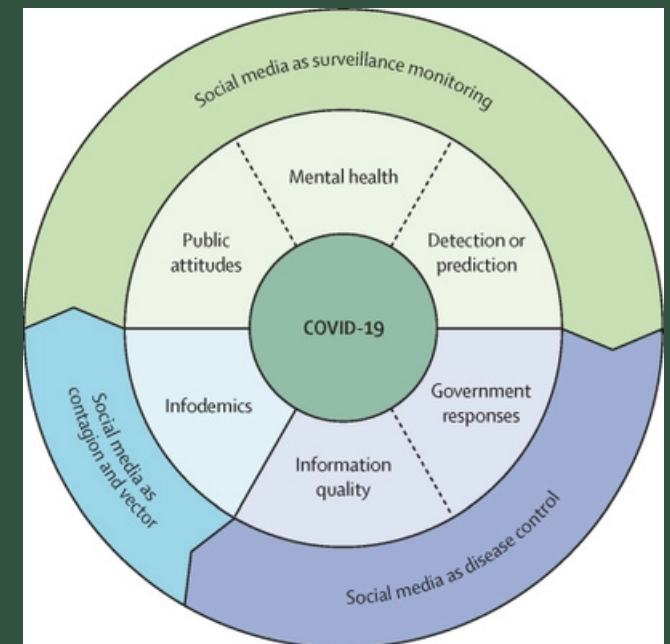 Social media as surveillance monitoring
Mental health
Public
attitudes
Detection or
prediction
COVID-19
Infodemics
Government
responses
Information
quality
Social media as
contagion and vector
Social media as disease control